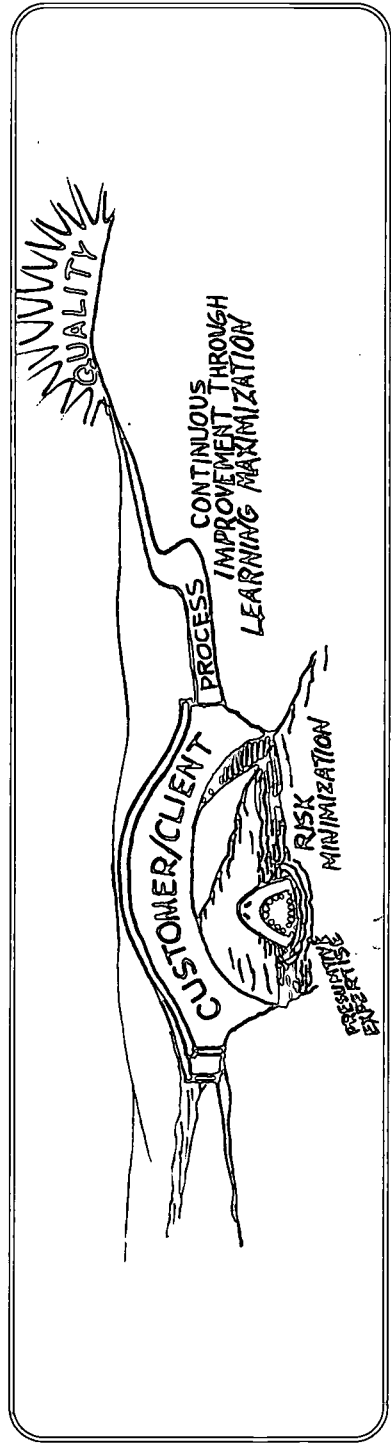 QUALITY
CUSTOMER/CLIENT
PROCESS
CONTINUOUS
IMPROVEMENT THROUGH
LEARNING MAXIMIZATION
RISK
MINIMIZATION
PRESUMPTIVE
EXPERTISE